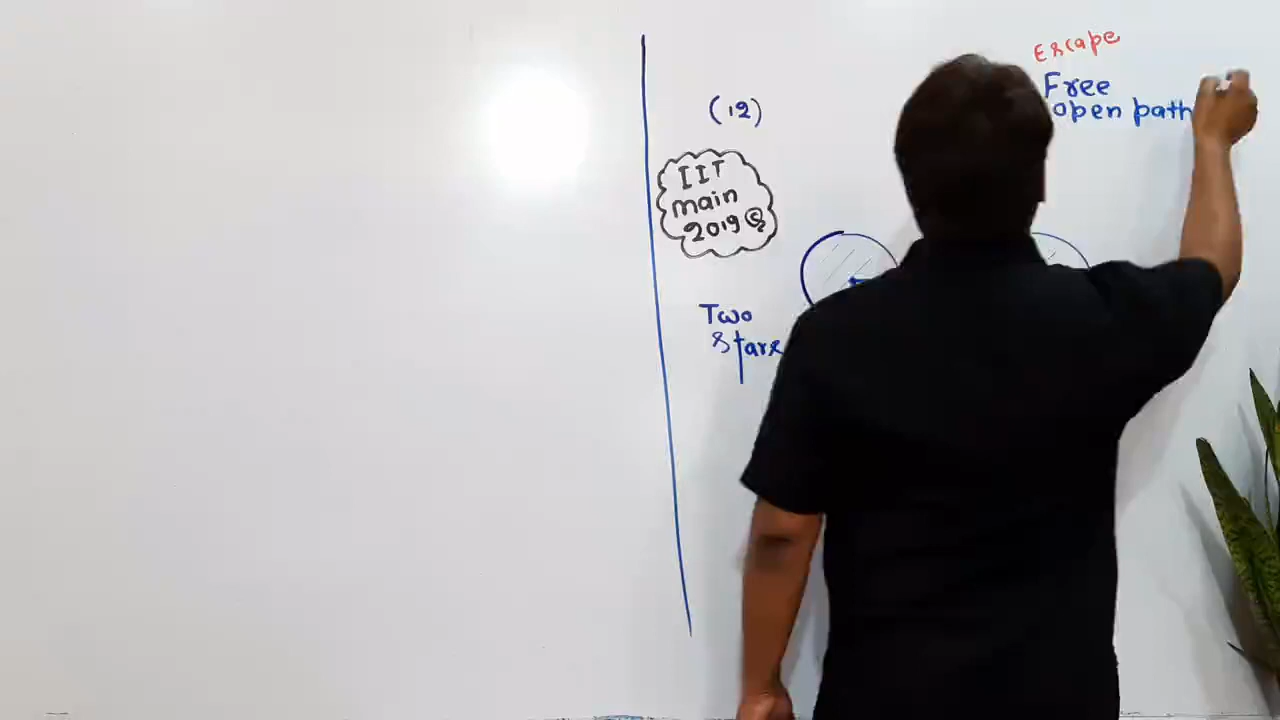 Escape
Free
open path
(12)
IIT
main
2019
Two
stars